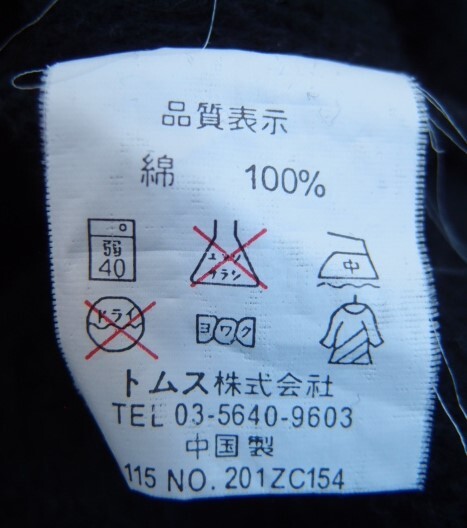 品質表示
綿 100%
弱 40
エンソ サラシ
中
ドライ
ヨワク
トムス株式会社
TEL 03-5640-9603
中国製
115 NO. 201ZC154